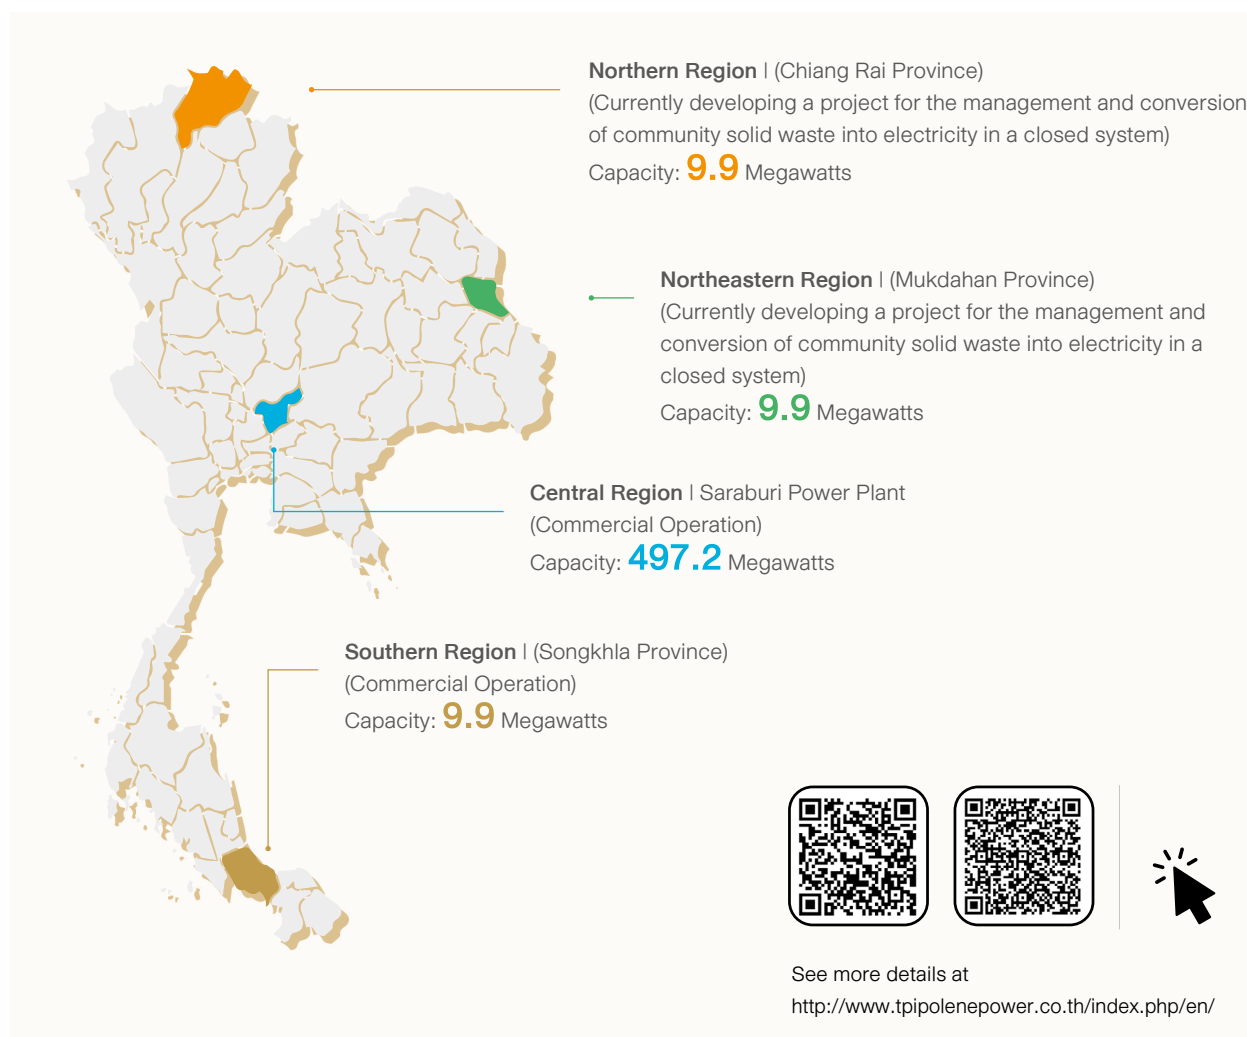 Northern Region | (Chiang Rai Province)
(Currently developing a project for the management and conversion
of community solid waste into electricity in a closed system)
Capacity: 9.9 Megawatts
Northeastern Region | (Mukdahan Province)
(Currently developing a project for the management and
conversion of community solid waste into electricity in a
closed system)
Capacity: 9.9 Megawatts
Central Region | Saraburi Power Plant
(Commercial Operation)
Capacity: 497.2 Megawatts
Southern Region | (Songkhla Province)
(Commercial Operation)
Capacity: 9.9 Megawatts
See more details at
http://www.tpipolenepower.co.th/index.php/en/